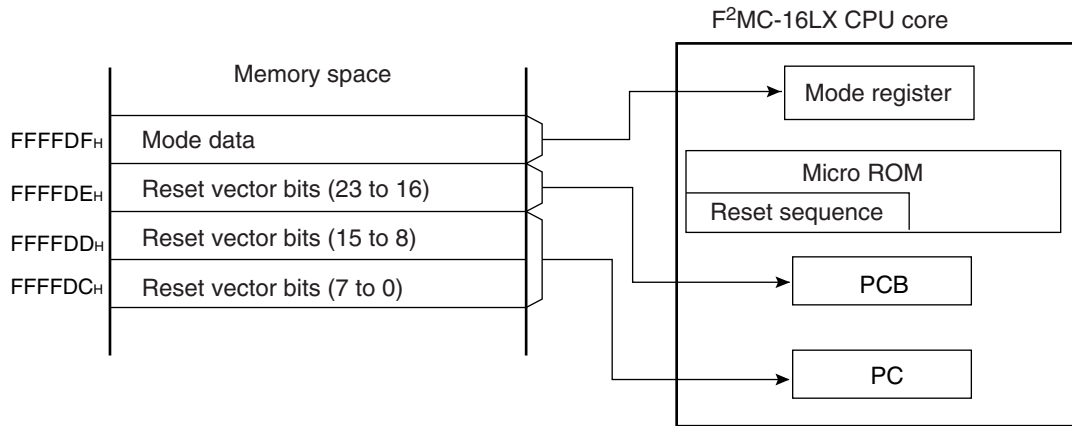 F²MC-16LX CPU core
Memory space
FFFFDFH Mode data
FFFFDEH Reset vector bits (23 to 16)
FFFFDDH Reset vector bits (15 to 8)
FFFFDCH Reset vector bits (7 to 0)
Mode register
Micro ROM
Reset sequence
PCB
PC